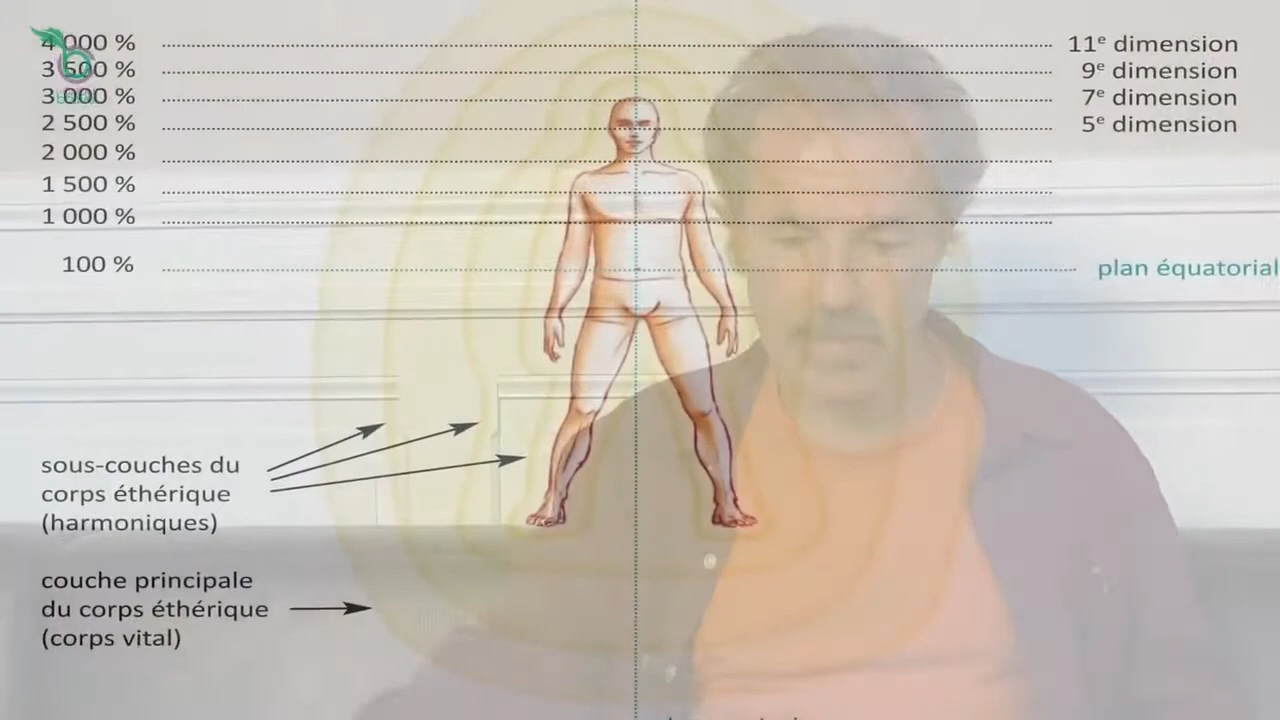 4 000 %
3 500 %
3 000 %
2 500 %
2 000 %
1 500 %
1 000 %
100 %
11e dimension
9e dimension
7e dimension
5e dimension
plan équatorial
sous-couches du
corps éthérique
(harmoniques)
couche principale
du corps éthérique
(corps vital)